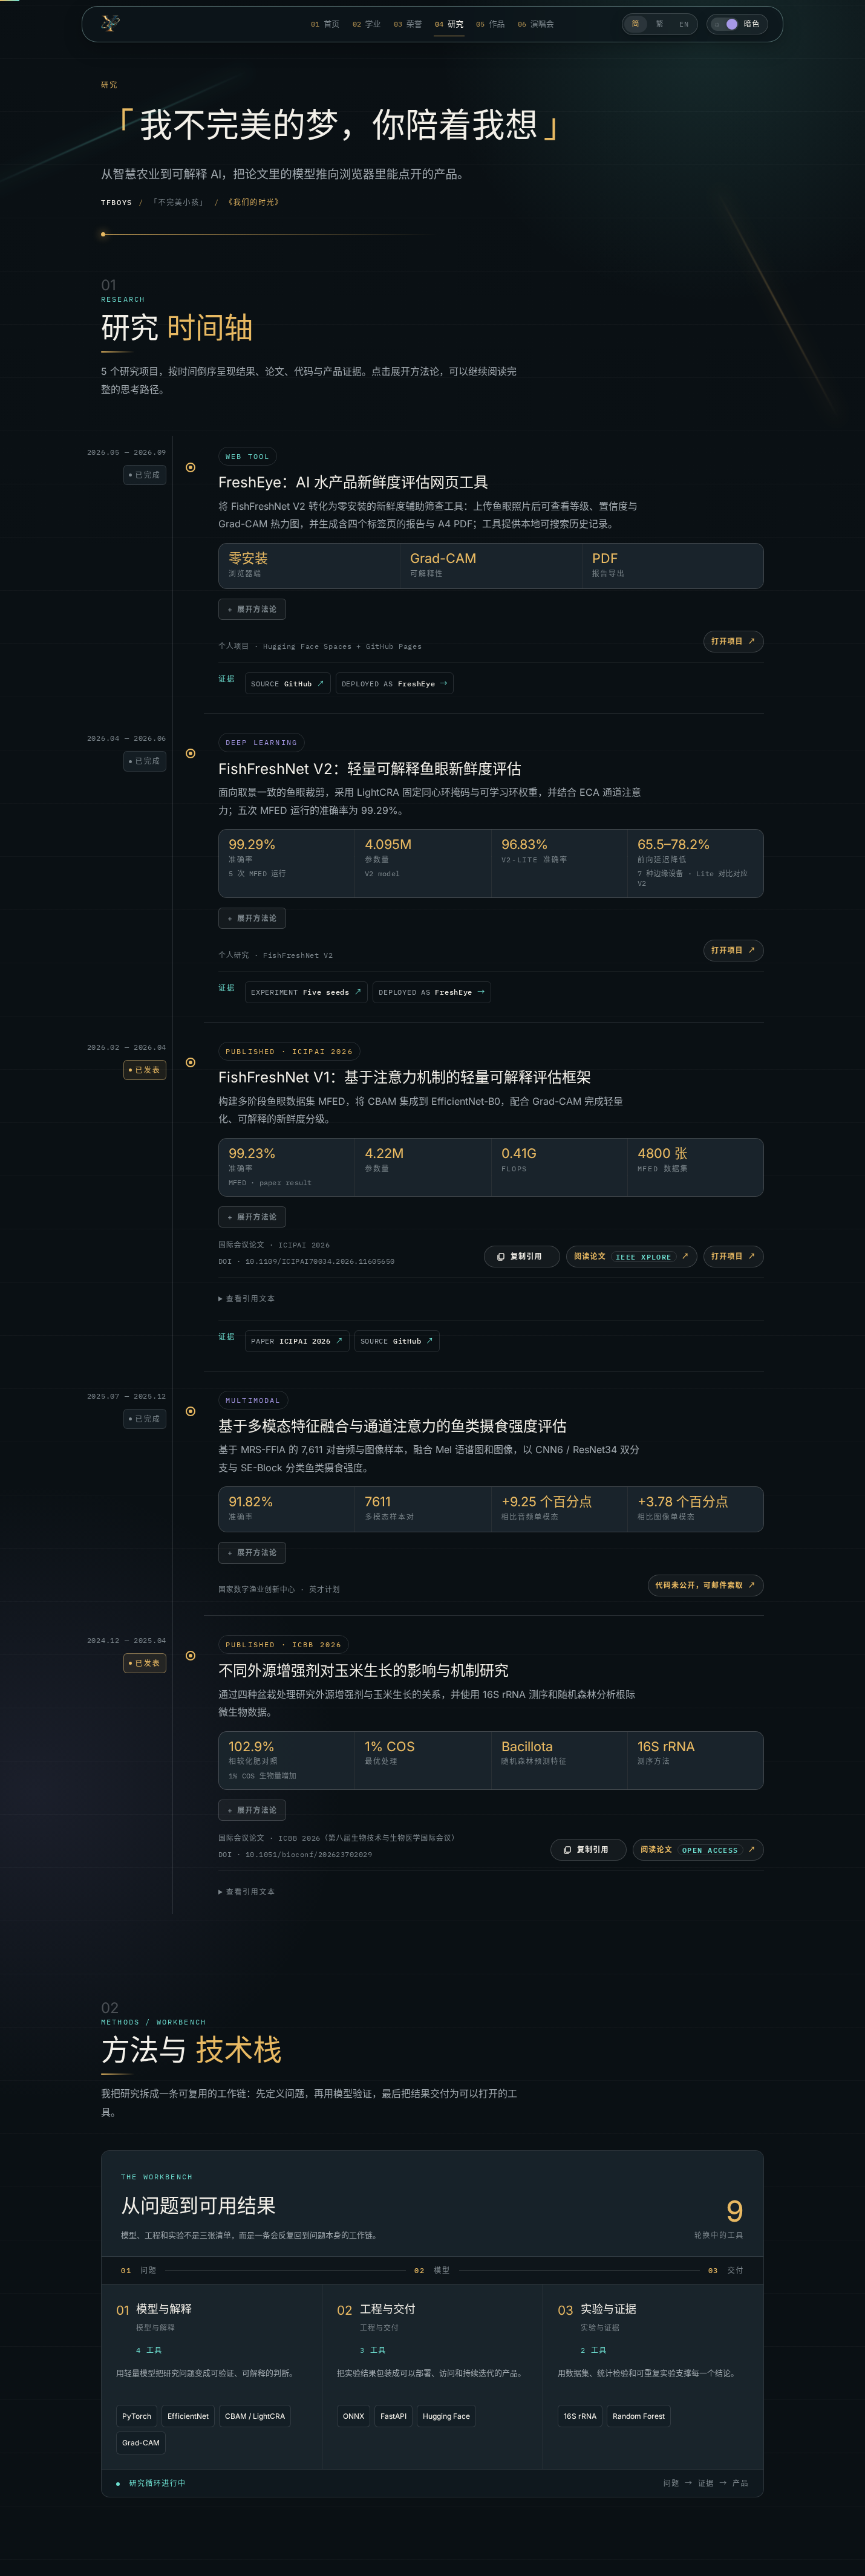 01 首页 02 学业 03 荣誉 04 研究 05 作品 06 演唱会 简 繁 EN 暗色
研究
「我不完美的梦，你陪着我想」
从智慧农业到可解释 AI，把论文里的模型推向浏览器里能点开的产品。
TFBOYS / 「不完美小孩」 / 《我们的时光》
01
RESEARCH
研究 时间轴
5 个研究项目，按时间倒序呈现结果、论文、代码与产品证据。点击展开方法论，可以继续阅读完
整的思考路径。
2026.05 — 2026.09
已完成
WEB TOOL
FreshEye：AI 水产品新鲜度评估网页工具
将 FishFreshNet V2 转化为零安装的新鲜度辅助筛查工具：上传鱼眼照片后可查看等级、置信度与
Grad-CAM 热力图，并生成含四个标签页的报告与 A4 PDF；工具提供本地可搜索历史记录。
零安装 Grad-CAM PDF
浏览器端 可解释性 报告导出
+ 展开方法论
个人项目 · Hugging Face Spaces + GitHub Pages
打开项目 ↗
证据 SOURCE GitHub ↗ DEPLOYED AS FreshEye →
2026.04 — 2026.06
已完成
DEEP LEARNING
FishFreshNet V2：轻量可解释鱼眼新鲜度评估
面向取景一致的鱼眼裁剪，采用 LightCRA 固定同心环掩码与可学习环权重，并结合 ECA 通道注意
力；五次 MFED 运行的准确率为 99.29%。
99.29% 4.095M 96.83% 65.5–78.2%
准确率 参数量 V2-LITE 准确率 前向延迟降低
5 次 MFED 运行 V2 model 7 种边缘设备 · Lite 对比对应
V2
+ 展开方法论
个人研究 · FishFreshNet V2
打开项目 ↗
证据 EXPERIMENT Five seeds ↗ DEPLOYED AS FreshEye →
2026.02 — 2026.04
已发表
PUBLISHED · ICIPAI 2026
FishFreshNet V1：基于注意力机制的轻量可解释评估框架
构建多阶段鱼眼数据集 MFED，将 CBAM 集成到 EfficientNet-B0，配合 Grad-CAM 完成轻量
化、可解释的新鲜度分级。
99.23% 4.22M 0.41G 4800 张
准确率 参数量 FLOPS MFED 数据集
MFED · paper result
+ 展开方法论
国际会议论文 · ICIPAI 2026
DOI · 10.1109/ICIPAI70034.2026.11605650
复制引用 阅读论文 IEEE XPLORE ↗ 打开项目 ↗
▶ 查看引用文本
证据 PAPER ICIPAI 2026 ↗ SOURCE GitHub ↗
2025.07 — 2025.12
已完成
MULTIMODAL
基于多模态特征融合与通道注意力的鱼类摄食强度评估
基于 MRS-FFIA 的 7,611 对音频与图像样本，融合 Mel 语谱图和图像，以 CNN6 / ResNet34 双分
支与 SE-Block 分类鱼类摄食强度。
91.82% 7611 +9.25 个百分点 +3.78 个百分点
准确率 多模态样本对 相比音频单模态 相比图像单模态
+ 展开方法论
国家数字渔业创新中心 · 英才计划
代码未公开，可邮件索取 ↗
2024.12 — 2025.04
已发表
PUBLISHED · ICBB 2026
不同外源增强剂对玉米生长的影响与机制研究
通过四种盆栽处理研究外源增强剂与玉米生长的关系，并使用 16S rRNA 测序和随机森林分析根际
微生物数据。
102.9% 1% COS Bacillota 16S rRNA
相较化肥对照 最优处理 随机森林预测特征 测序方法
1% COS 生物量增加
+ 展开方法论
国际会议论文 · ICBB 2026（第八届生物技术与生物医学国际会议）
DOI · 10.1051/bioconf/202623702029
复制引用 阅读论文 OPEN ACCESS ↗
▶ 查看引用文本
02
METHODS / WORKBENCH
方法与 技术栈
我把研究拆成一条可复用的工作链：先定义问题，再用模型验证，最后把结果交付为可以打开的工
具。
THE WORKBENCH
从问题到可用结果
模型、工程和实验不是三张清单，而是一条会反复回到问题本身的工作链。
9
轮换中的工具
01 问题 02 模型 03 交付
01 模型与解释
模型与解释
4 工具
用轻量模型把研究问题变成可验证、可解释的判断。
PyTorch EfficientNet CBAM / LightCRA
Grad-CAM
02 工程与交付
工程与交付
3 工具
把实验结果包装成可以部署、访问和持续迭代的产品。
ONNX FastAPI Hugging Face
03 实验与证据
实验与证据
2 工具
用数据集、统计检验和可重复实验支撑每一个结论。
16S rRNA Random Forest
研究循环进行中
问题 → 证据 → 产品